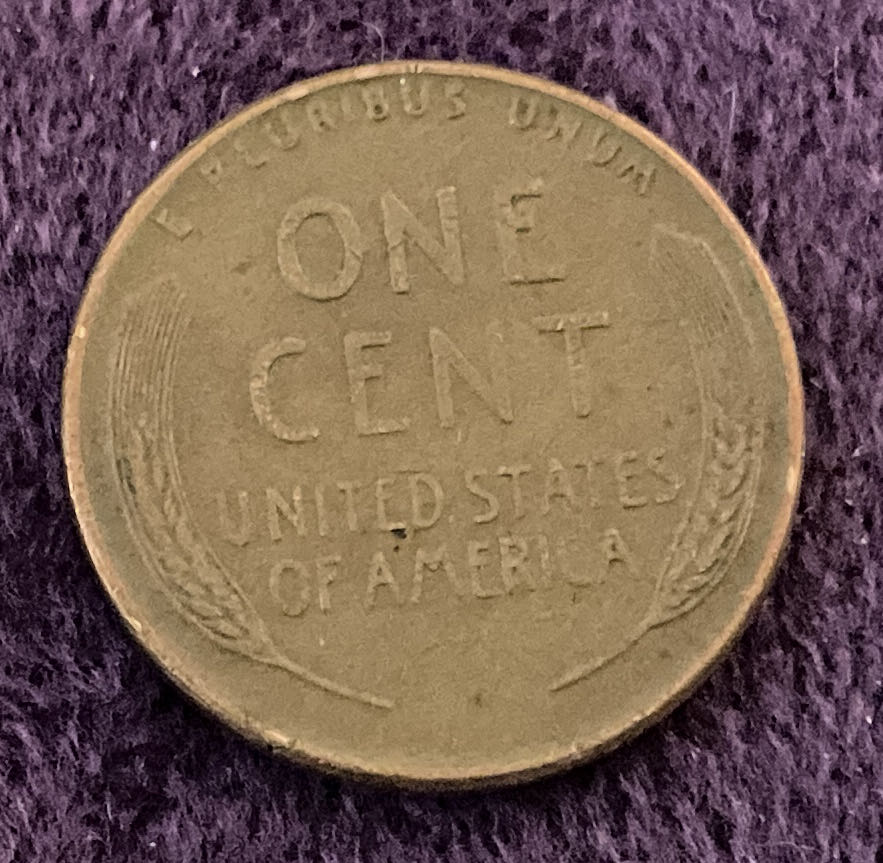 E PLURIBUS UNUM
ONE
CENT
UNITED STATES
OF AMERICA